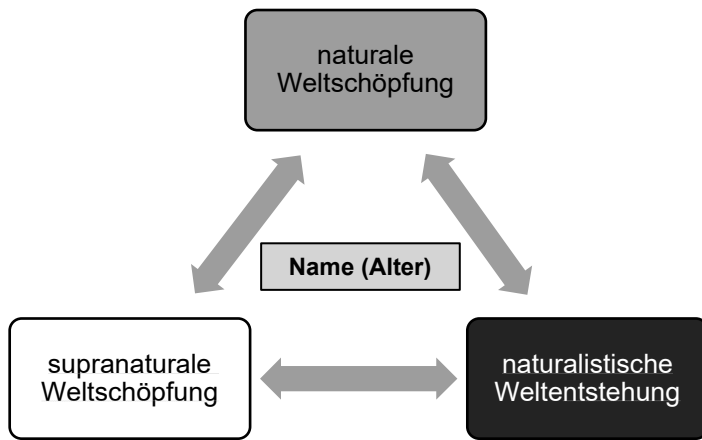 naturale
Weltschöpfung
Name (Alter)
supranaturale
Weltschöpfung
naturalistische
Weltentstehung